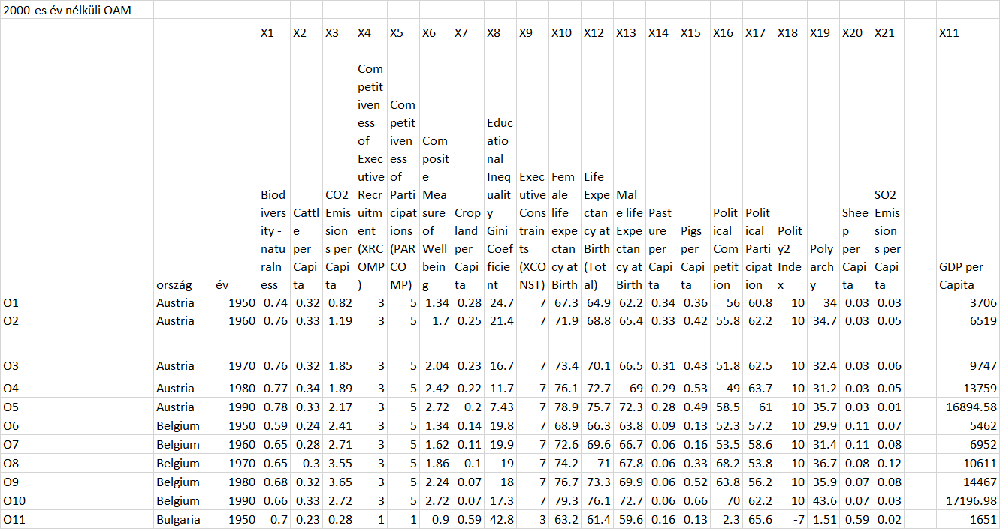 2000-es év nélküli OAM
X1 X2 X3 X4 X5 X6 X7 X8 X9 X10 X12 X13 X14 X15 X16 X17 X18 X19 X20 X21 X11
ország év Biodiversity - naturalness Cattle per Capita CO2 Emissions per Capita Competitiveness of Executive Recruitment (XRCOMP) Competitiveness of Participations (PARCOMP) Composite Measure of Wellbeing Cropland per Capita Educational Inequality Gini Coefficient Executive Constraints (XCONST) Female life expectancy at Birth Life Expectancy at Birth (Total) Male life Expectancy at Birth Pasture per Capita Pigs per Capita Political Competition Political Participation Polity2 Index Polyarchy Sheep per Capita SO2 Emissions per Capita GDP per Capita
O1 Austria 1950 0.74 0.32 0.82 3 5 1.34 0.28 24.7 7 67.3 64.9 62.2 0.34 0.36 56 60.8 10 34 0.03 0.03 3706
O2 Austria 1960 0.76 0.33 1.19 3 5 1.7 0.25 21.4 7 71.9 68.8 65.4 0.33 0.42 55.8 62.2 10 34.7 0.03 0.05 6519
O3 Austria 1970 0.76 0.32 1.85 3 5 2.04 0.23 16.7 7 73.4 70.1 66.5 0.31 0.43 51.8 62.5 10 32.4 0.03 0.06 9747
O4 Austria 1980 0.77 0.34 1.89 3 5 2.42 0.22 11.7 7 76.1 72.7 69 0.29 0.53 49 63.7 10 31.2 0.03 0.05 13759
O5 Austria 1990 0.78 0.33 2.17 3 5 2.72 0.2 7.43 7 78.9 75.7 72.3 0.28 0.49 58.5 61 10 35.7 0.03 0.01 16894.58
O6 Belgium 1950 0.59 0.24 2.41 3 5 1.34 0.14 19.8 7 68.9 66.3 63.8 0.09 0.13 52.3 57.2 10 29.9 0.11 0.07 5462
O7 Belgium 1960 0.65 0.28 2.71 3 5 1.62 0.11 19.9 7 72.6 69.6 66.7 0.06 0.16 53.5 58.6 10 31.4 0.11 0.08 6952
O8 Belgium 1970 0.65 0.3 3.55 3 5 1.86 0.1 19 7 74.2 71 67.8 0.06 0.33 68.2 53.8 10 36.7 0.08 0.12 10611
O9 Belgium 1980 0.68 0.32 3.65 3 5 2.24 0.07 18 7 76.7 73.3 69.9 0.06 0.52 63.8 56.2 10 35.9 0.07 0.08 14467
O10 Belgium 1990 0.66 0.33 2.72 3 5 2.72 0.07 17.3 7 79.3 76.1 72.7 0.06 0.66 70 62.2 10 43.6 0.07 0.03 17196.98
O11 Bulgaria 1950 0.7 0.23 0.28 1 1 0.9 0.59 42.8 3 63.2 61.4 59.6 0.16 0.13 2.3 65.6 -7 1.51 0.59 0.02 1651